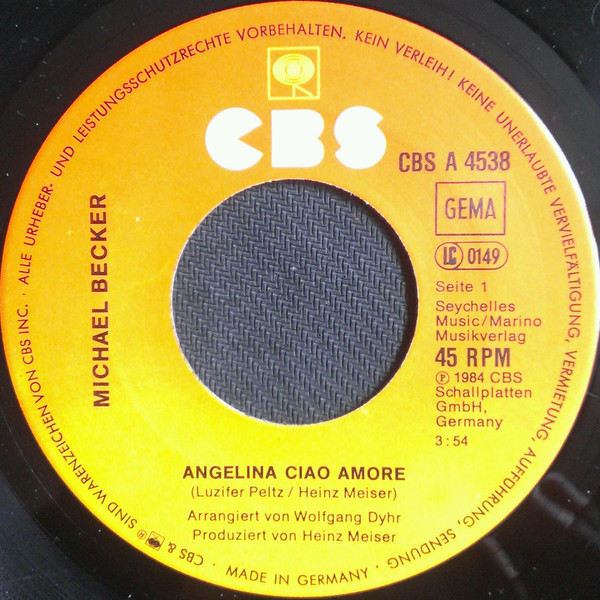 ALLE URHEBER- UND LEISTUNGSSCHUTZRECHTE VORBEHALTEN. KEIN VERLEIH! KEINE UNERLAUBTE VERVIELFÄLTIGUNG, VERMIETUNG, AUFFÜHRUNG, SENDUNG
CBS
CBS A 4538
GEMA
LC 0149
Seite 1
Seychelles
Music/Marino
Musikverlag
45 RPM
℗ 1984 CBS
Schallplatten
GmbH,
Germany
3:54
MICHAEL BECKER
ANGELINA CIAO AMORE
(Luzifer Peltz / Heinz Meiser)
Arrangiert von Wolfgang Dyhr
Produziert von Heinz Meiser
· MADE IN GERMANY ·
CBS & ® SIND WARENZEICHEN VON CBS INC. ·